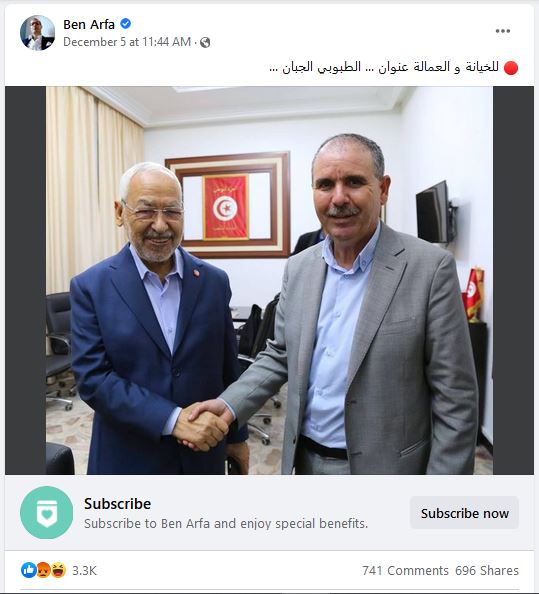 Ben Arfa
December 5 at 11:44 AM ·
🔴 للخيانة و العمالة عنوان ... الطبوبي الجبان ...
Subscribe
Subscribe to Ben Arfa and enjoy special benefits.
Subscribe now
3.3K
741 Comments 696 Shares